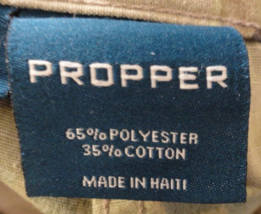 PROPPER
65% POLYESTER
35% COTTON
MADE IN HAITI